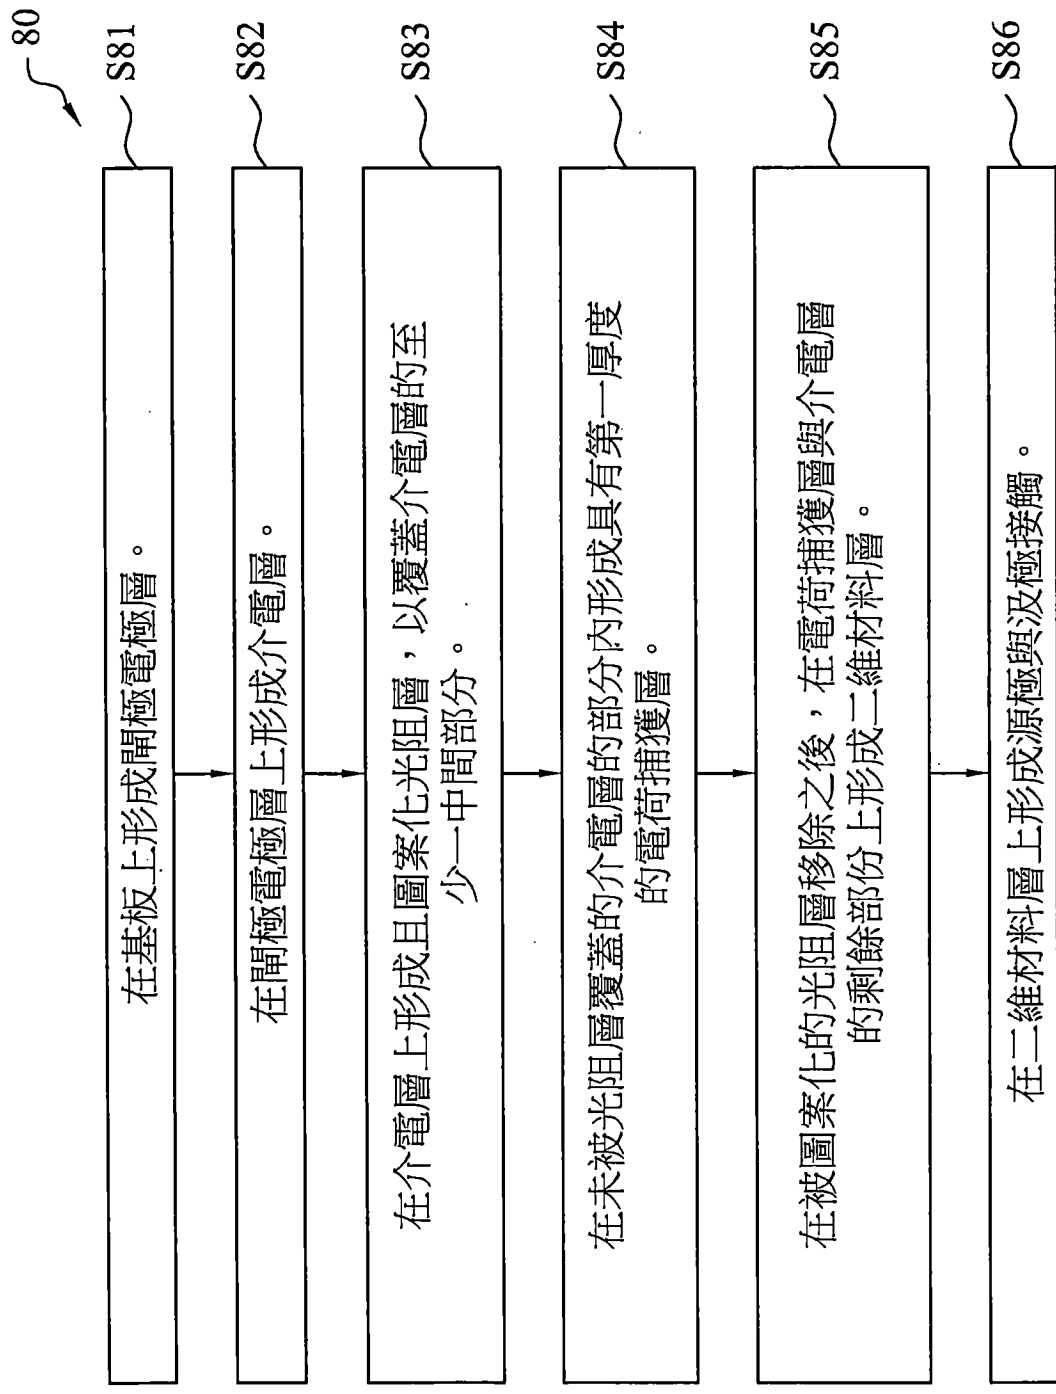 80
S81
在基板上形成閘極電極層。
S82
在閘極電極層上形成介電層。
S83
在介電層上形成且圖案化光阻層，以覆蓋介電層的至
少一中間部分。
S84
在未被光阻層覆蓋的介電層的部分內形成具有第一厚度
的電荷捕獲層。
S85
在被圖案化的光阻層移除之後，在電荷捕獲層與介電層
的剩餘部份上形成二維材料層。
S86
在二維材料層上形成源極與汲極接觸。